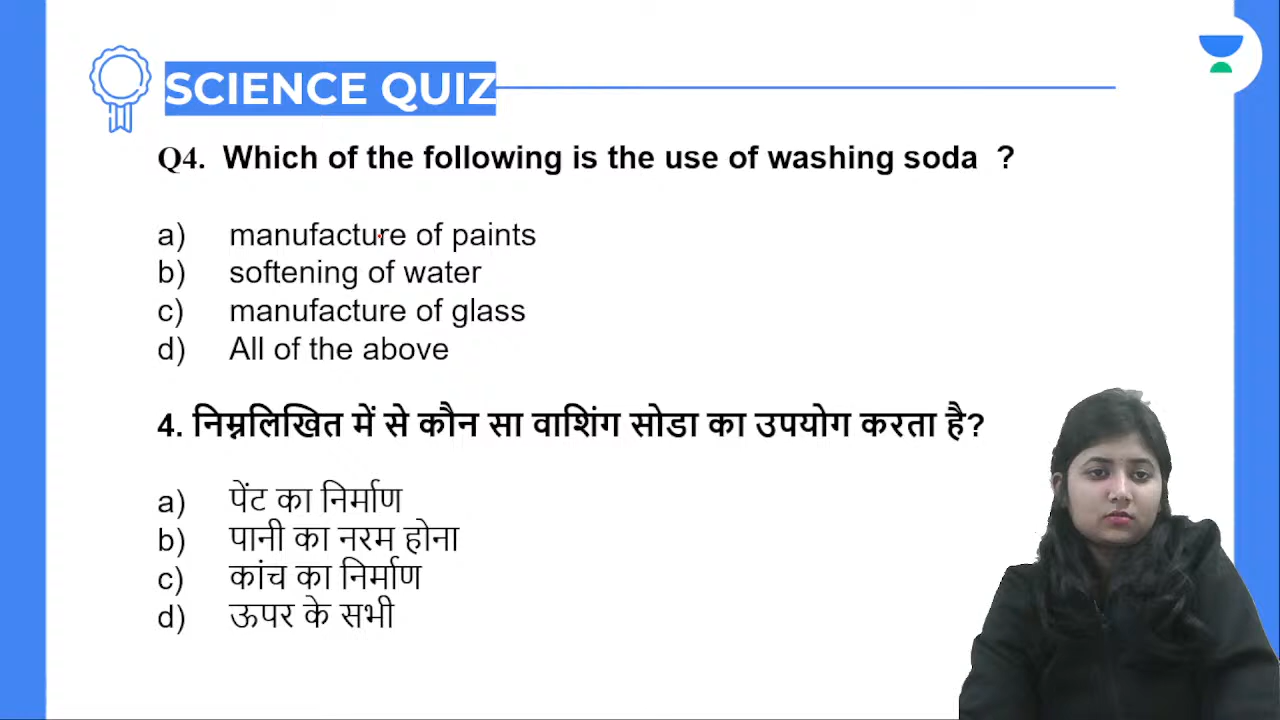 SCIENCE QUIZ
Q4. Which of the following is the use of washing soda ?
a) manufacture of paints
b) softening of water
c) manufacture of glass
d) All of the above
4. निम्नलिखित में से कौन सा वाशिंग सोडा का उपयोग करता है?
a) पेंट का निर्माण
b) पानी का नरम होना
c) कांच का निर्माण
d) ऊपर के सभी